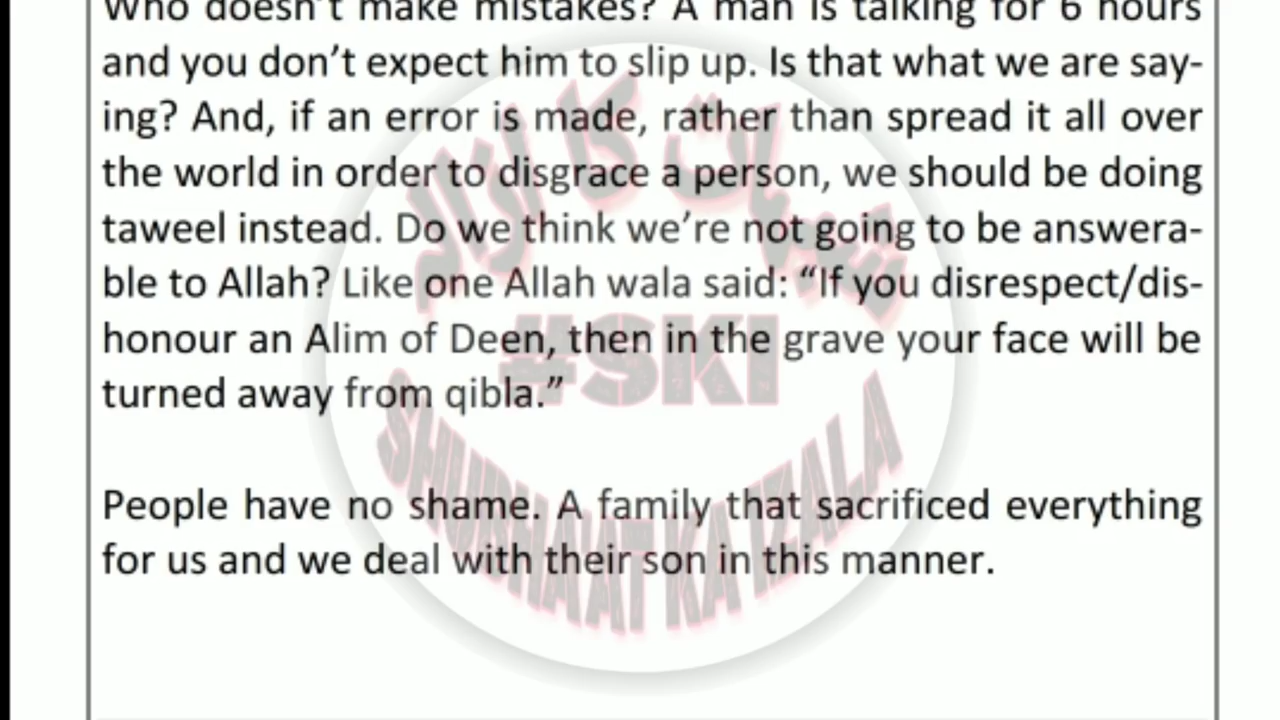 Who doesn't make mistakes? A man is talking for 6 hours
and you don't expect him to slip up. Is that what we are say-
ing? And, if an error is made, rather than spread it all over
the world in order to disgrace a person, we should be doing
taweel instead. Do we think we're not going to be answera-
ble to Allah? Like one Allah wala said: “If you disrespect/dis-
honour an Alim of Deen, then in the grave your face will be
turned away from qibla.”
People have no shame. A family that sacrificed everything
for us and we deal with their son in this manner.
شبہات کا ازالہ
#SKI
SHUBHAAT KA IZALA